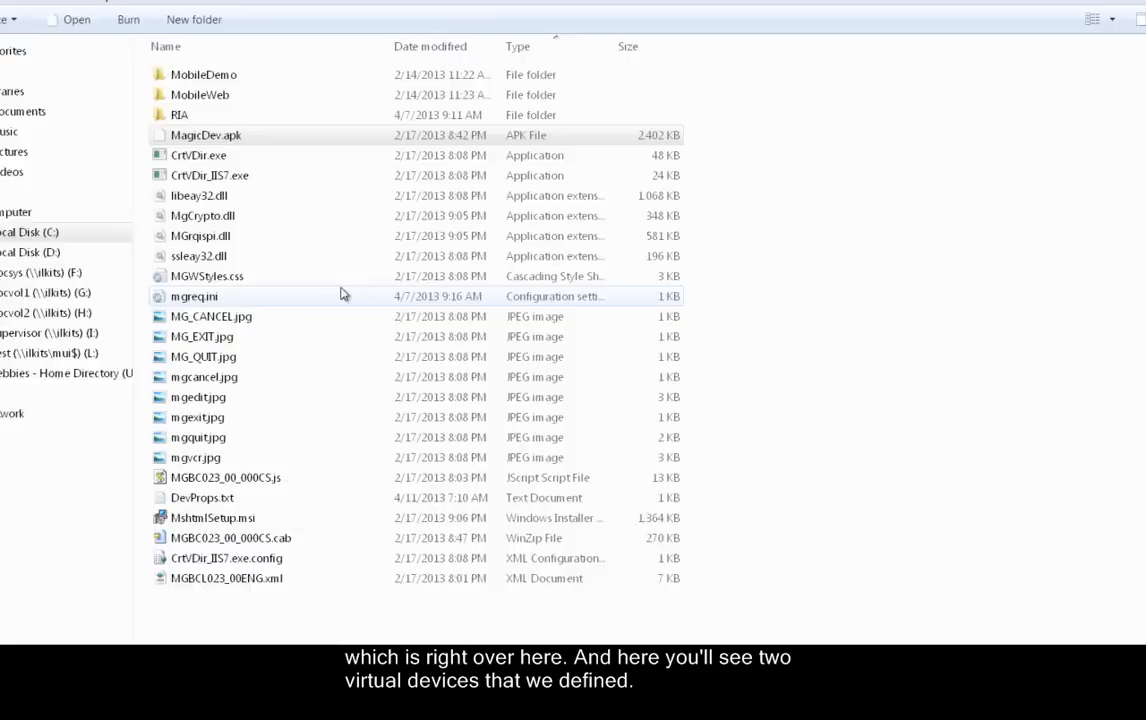 Open Burn New folder
Name Date modified Type Size
MobileDemo 2/14/2013 11:22 A... File folder
MobileWeb 2/14/2013 11:23 A... File folder
RIA 4/7/2013 9:11 AM File folder
MagicDev.apk 2/17/2013 8:42 PM APK File 2,402 KB
CrtVDir.exe 2/17/2013 8:08 PM Application 48 KB
CrtVDir_IIS7.exe 2/17/2013 8:08 PM Application 24 KB
libeay32.dll 2/17/2013 8:08 PM Application extens... 1,068 KB
MgCrypto.dll 2/17/2013 9:05 PM Application extens... 348 KB
MGrqispi.dll 2/17/2013 9:05 PM Application extens... 581 KB
ssleay32.dll 2/17/2013 8:08 PM Application extens... 196 KB
MGWStyles.css 2/17/2013 8:08 PM Cascading Style Sh... 3 KB
mgreq.ini 4/7/2013 9:16 AM Configuration setti... 1 KB
MG_CANCEL.jpg 2/17/2013 8:08 PM JPEG image 1 KB
MG_EXIT.jpg 2/17/2013 8:08 PM JPEG image 1 KB
MG_QUIT.jpg 2/17/2013 8:08 PM JPEG image 1 KB
mgcancel.jpg 2/17/2013 8:08 PM JPEG image 1 KB
mgedit.jpg 2/17/2013 8:08 PM JPEG image 3 KB
mgexit.jpg 2/17/2013 8:08 PM JPEG image 1 KB
mgquit.jpg 2/17/2013 8:08 PM JPEG image 2 KB
mgvcr.jpg 2/17/2013 8:08 PM JPEG image 3 KB
MGBC023_00_000CS.js 2/17/2013 8:03 PM JScript Script File 13 KB
DevProps.txt 4/11/2013 7:10 AM Text Document 1 KB
MshtmlSetup.msi 2/17/2013 9:06 PM Windows Installer ... 1,364 KB
MGBC023_00_000CS.cab 2/17/2013 8:47 PM WinZip File 270 KB
CrtVDir_IIS7.exe.config 2/17/2013 8:08 PM XML Configuration... 1 KB
MGBCL023_00ENG.xml 2/17/2013 8:01 PM XML Document 7 KB
orites
raries
ocuments
usic
ctures
deos
mputer
ocal Disk (C:)
ocal Disk (D:)
ocsys (\\ilkits) (F:)
ocvol1 (\\ilkits) (G:)
ocvol2 (\\ilkits) (H:)
upervisor (\\ilkits) (I:)
est (\\ilkits\mui$) (L:)
ebbies - Home Directory (U
twork
which is right over here. And here you'll see two
virtual devices that we defined.